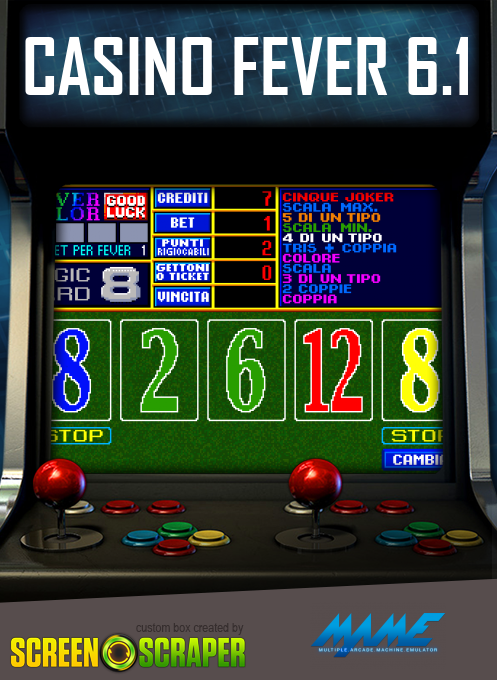 CASINO FEVER 6.1
VER
LOR
GOOD
LUCK
ET PER FEVER 1
GIC
RD 8
CREDITI 7
BET 1
PUNTI
RIGIOCABILI 2
GETTONI
O TICKET 0
VINCITA
CINQUE JOKER
SCALA MAX.
5 DI UN TIPO
SCALA MIN.
4 DI UN TIPO
TRIS + COPPIA
COLORE
SCALA
3 DI UN TIPO
2 COPPIE
COPPIA
8 2 6 12 8
STOP STO
CAMBI
custom box created by
SCREEN SCRAPER
MAME
MULTIPLE ARCADE MACHINE EMULATOR